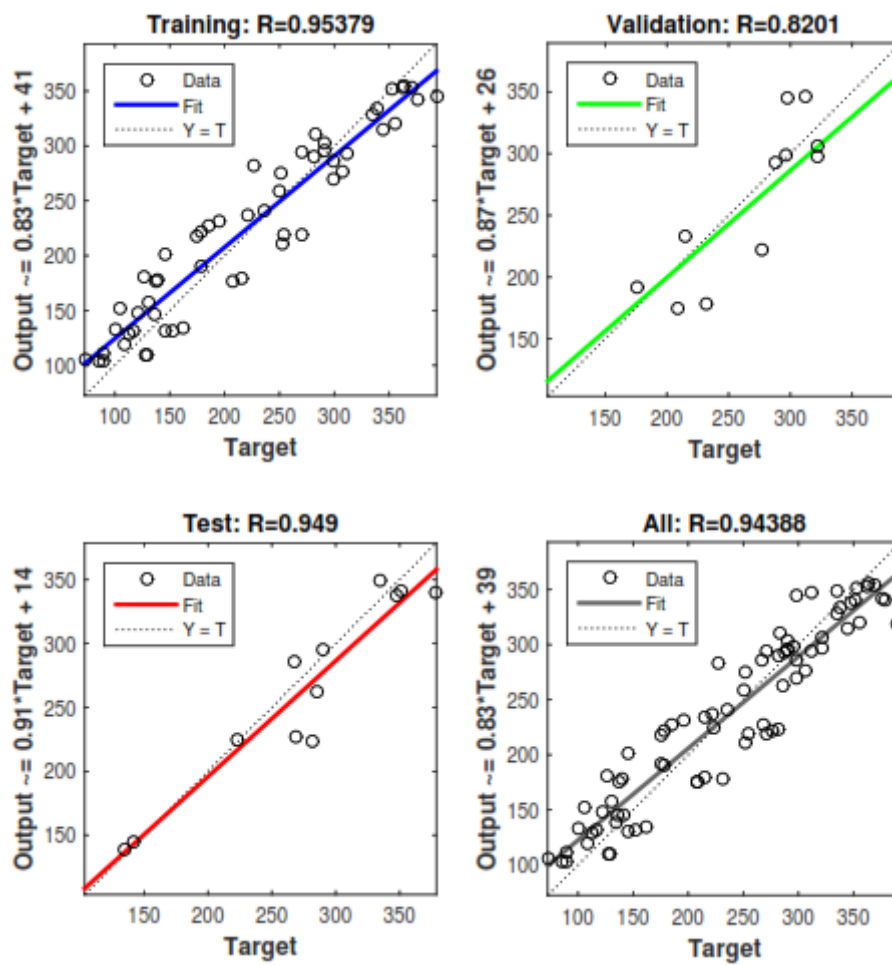 Training: R=0.95379
Output ~= 0.83*Target + 41
350
300
250
200
150
100
Data
Fit
Y = T
100 150 200 250 300 350
Target
Validation: R=0.8201
Output ~= 0.87*Target + 26
350
300
250
200
150
Data
Fit
Y = T
150 200 250 300 350
Target
Test: R=0.949
Output ~= 0.91*Target + 14
350
300
250
200
150
Data
Fit
Y = T
150 200 250 300 350
Target
All: R=0.94388
Output ~= 0.83*Target + 39
350
300
250
200
150
100
Data
Fit
Y = T
100 150 200 250 300 350
Target